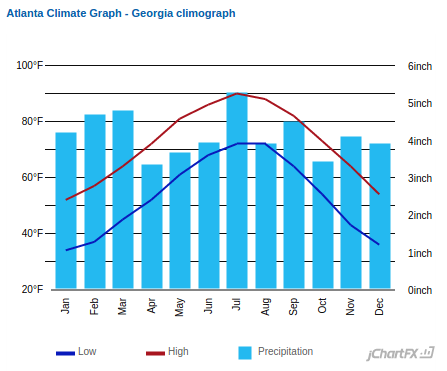 Atlanta Climate Graph - Georgia climograph
100°F
80°F
60°F
40°F
20°F
6inch
5inch
4inch
3inch
2inch
1inch
0inch
Jan Feb Mar Apr May Jun Jul Aug Sep Oct Nov Dec
Low High Precipitation
jChartFX